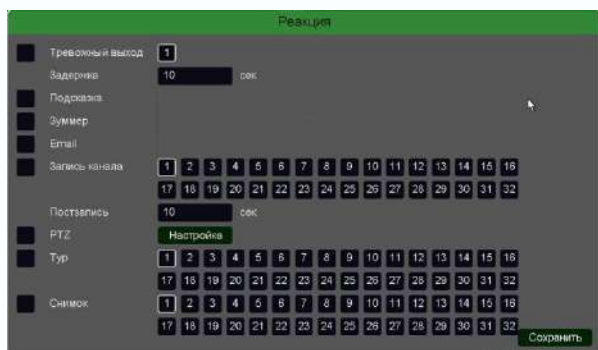 Реакция
Тревожный выход 1
Задержка 10 сек
Подсказка
Зуммер
Email
Запись канала 1 2 3 4 5 6 7 8 9 10 11 12 13 14 15 16
17 18 19 20 21 22 23 24 25 26 27 28 29 30 31 32
Постзапись 10 сек
PTZ Настройка
Тур 1 2 3 4 5 6 7 8 9 10 11 12 13 14 15 16
17 18 19 20 21 22 23 24 25 26 27 28 29 30 31 32
Снимок 1 2 3 4 5 6 7 8 9 10 11 12 13 14 15 16
17 18 19 20 21 22 23 24 25 26 27 28 29 30 31 32
Сохранить